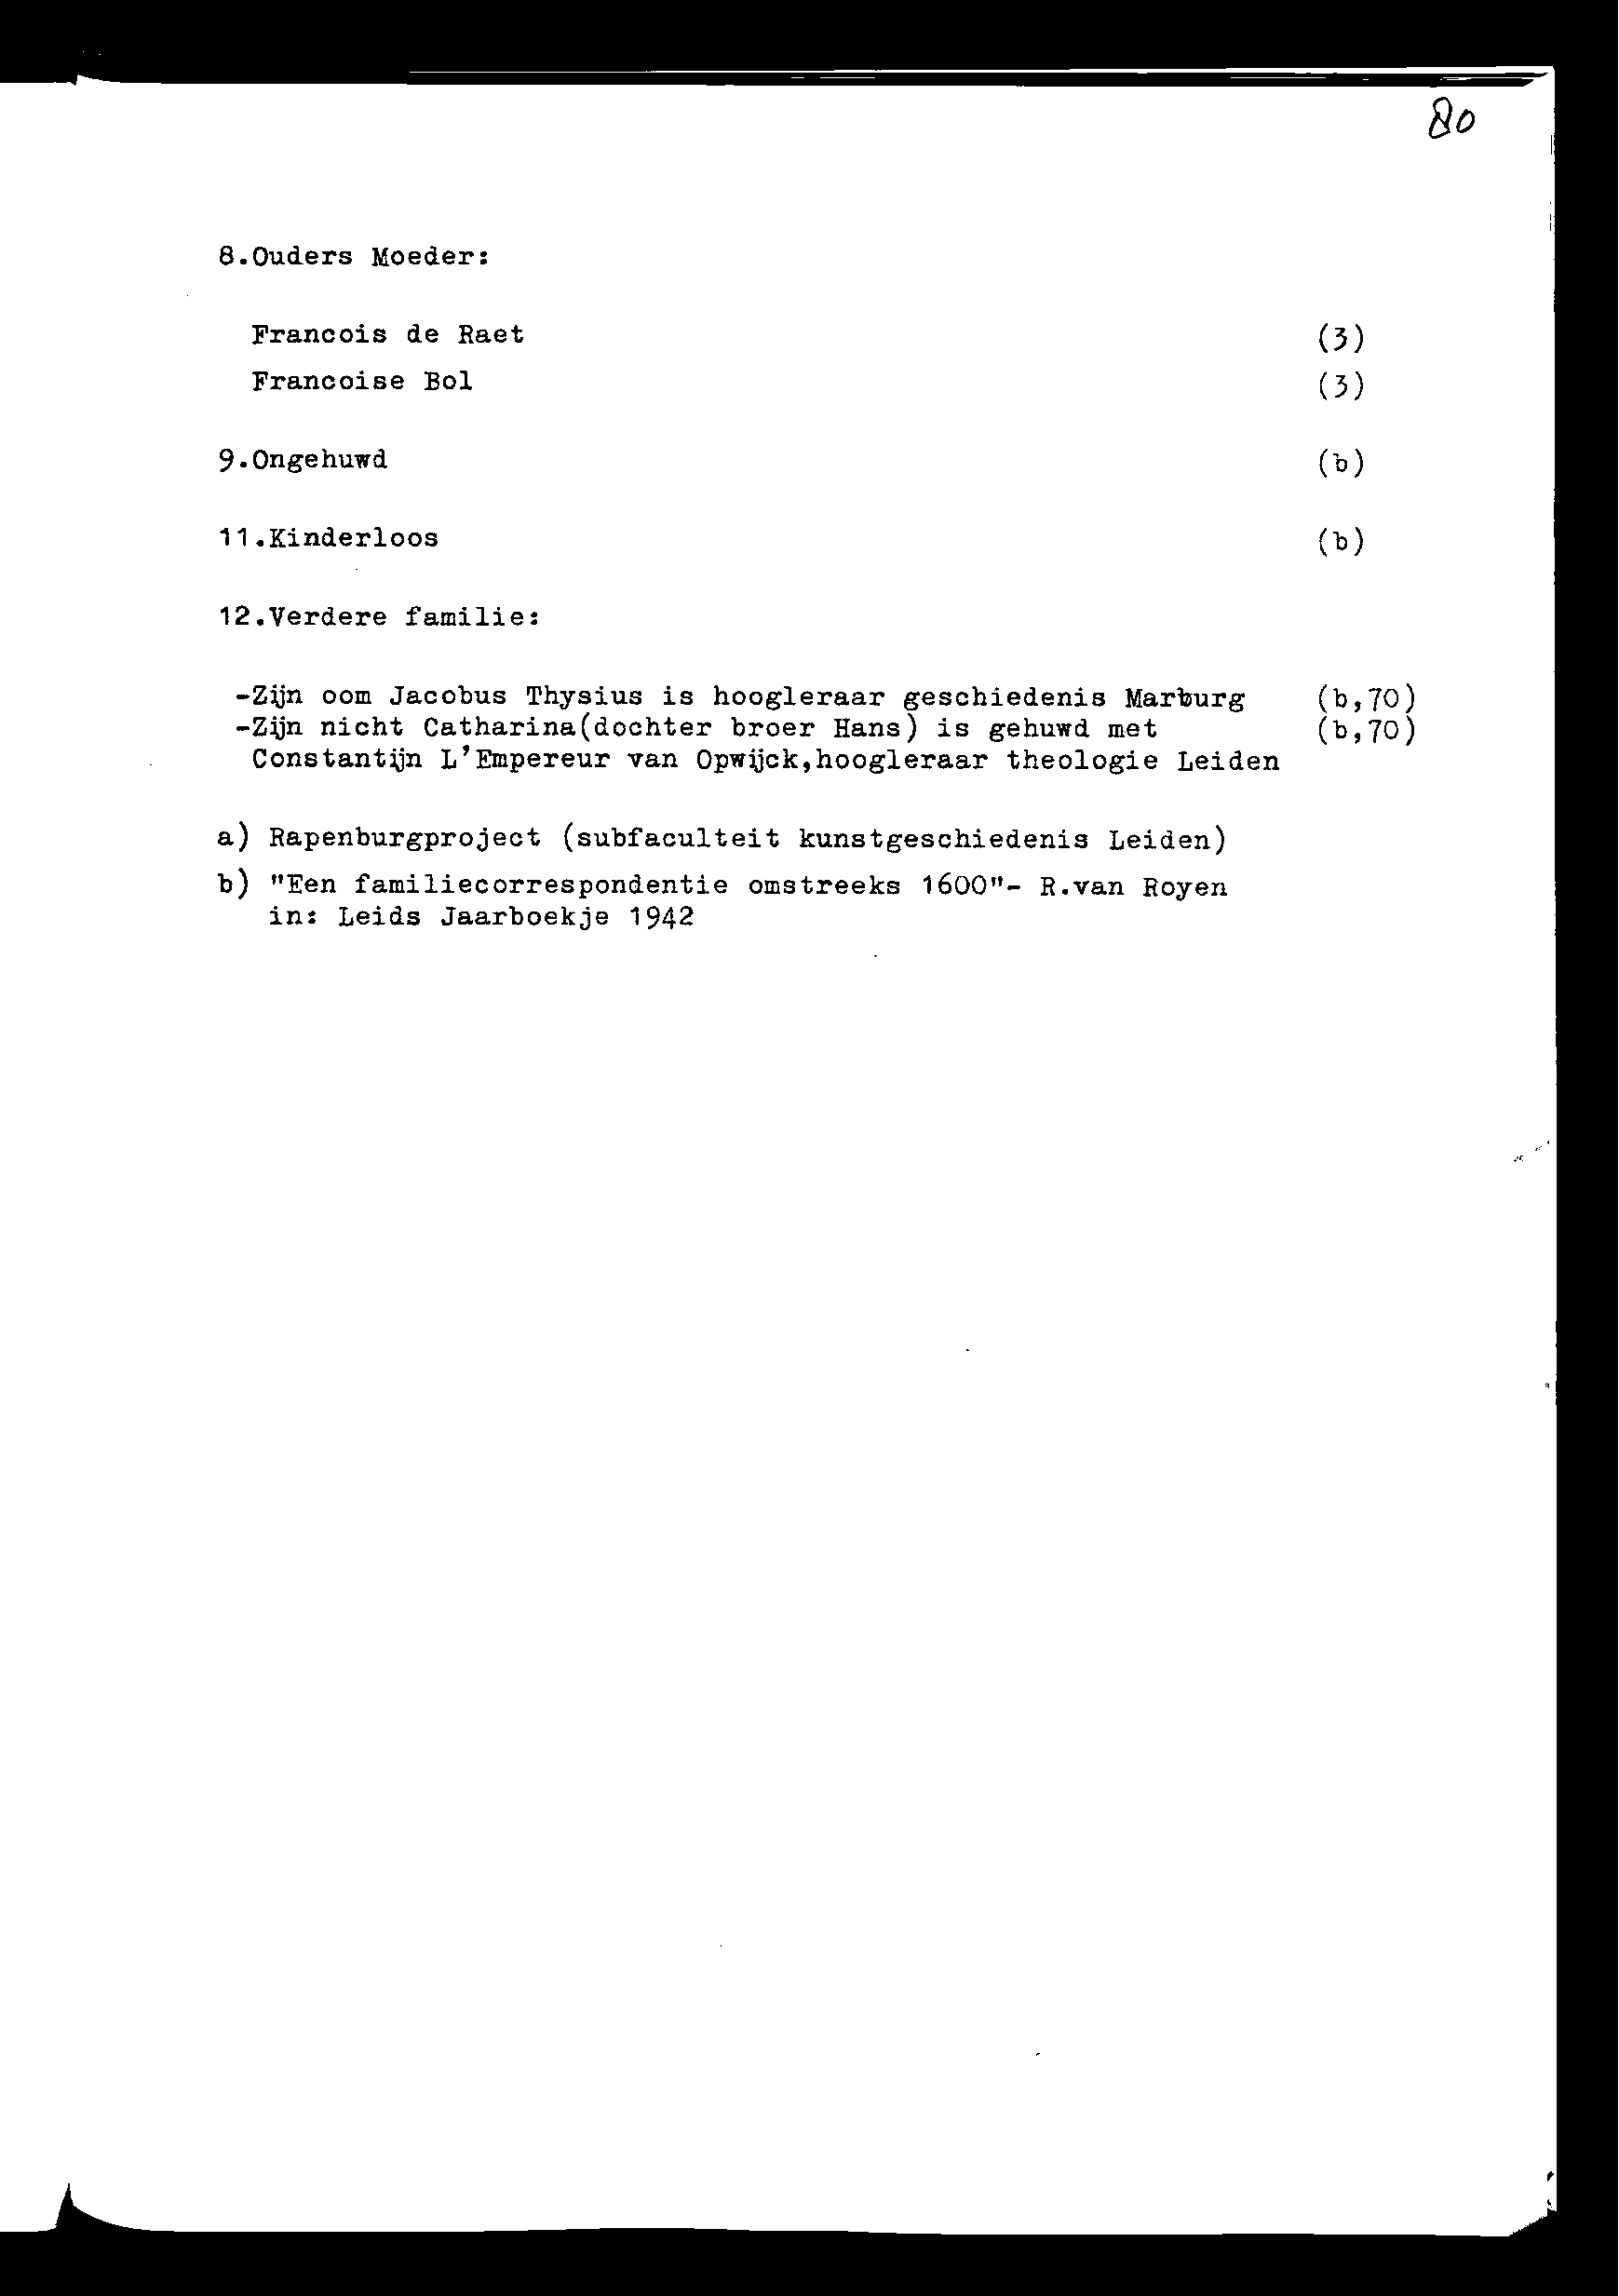 80
8.Ouders Moeder:
Francois de Raet (3)
Francoise Bol (3)
9.Ongehuwd (b)
11.Kinderloos (b)
12.Verdere familie:
-Zijn oom Jacobus Thysius is hoogleraar geschiedenis Marburg (b,70)
-Zijn nicht Catharina(dochter broer Hans) is gehuwd met (b,70)
Constantijn L'Empereur van Opwijck,hoogleraar theologie Leiden
a) Rapenburgproject (subfaculteit kunstgeschiedenis Leiden)
b) "Een familiecorrespondentie omstreeks 1600"- R.van Royen
in: Leids Jaarboekje 1942